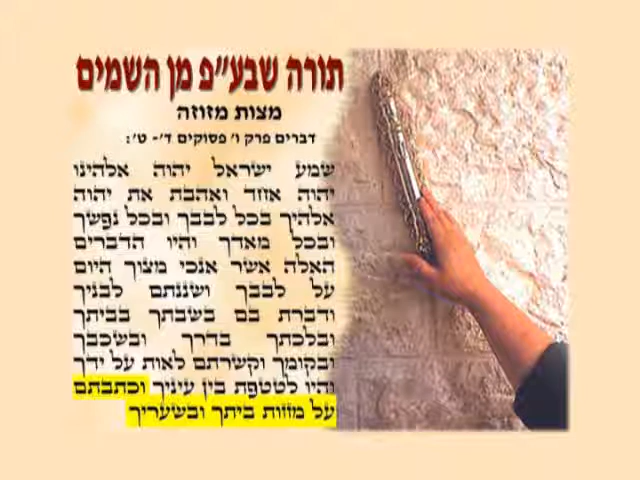 תורה שבע״פ מן השמים
מצות מזוזה
דברים פרק ו׳ פסוקים ד׳- ט׳:
שמע ישראל יהוה אלהינו
יהוה אחד ואהבת את יהוה
אלהיך בכל לבבך ובכל נפשך
ובכל מאדך והיו הדברים
האלה אשר אנכי מצוך היום
על לבבך ושננתם לבניך
ודברת בם בשבתך בביתך
ובלכתך בדרך ובשכבך
ובקומך וקשרתם לאות על ידך
והיו לטטפת בין עיניך וכתבתם
על מזזות ביתך ובשעריך